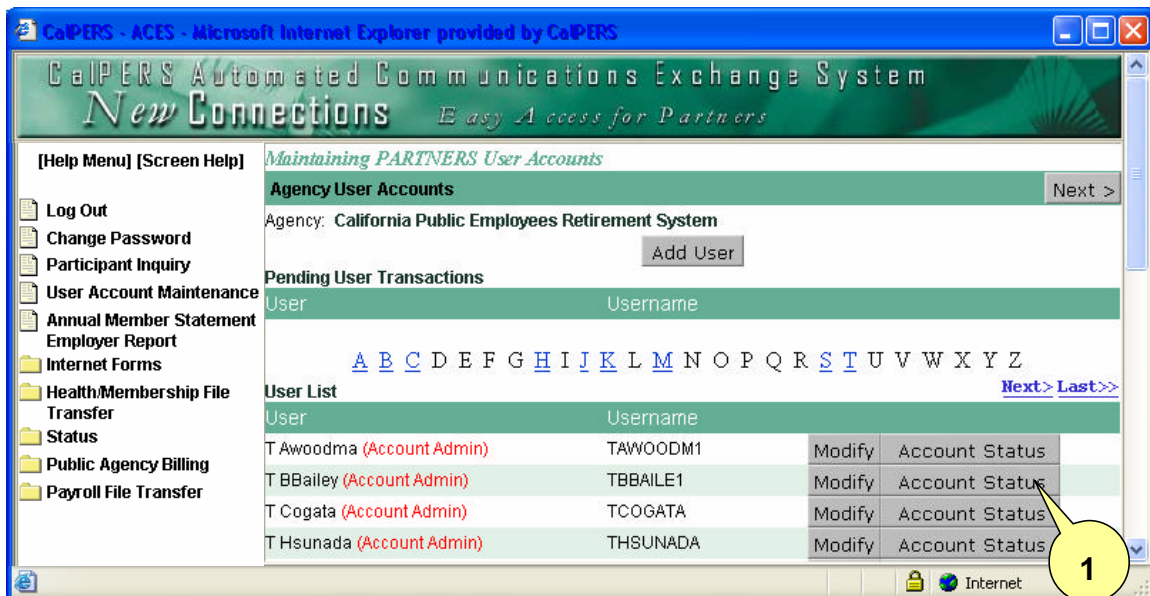 CalPERS - ACES - Microsoft Internet Explorer provided by CalPERS
CalPERS Automated Communications Exchange System
New Connections Easy Access for Partners
[Help Menu] [Screen Help]
Log Out
Change Password
Participant Inquiry
User Account Maintenance
Annual Member Statement
Employer Report
Internet Forms
Health/Membership File
Transfer
Status
Public Agency Billing
Payroll File Transfer
Maintaining PARTNERS User Accounts
Agency User Accounts Next >
Agency: California Public Employees Retirement System
Add User
Pending User Transactions
User Username
A B C D E F G H I J K L M N O P Q R S T U V W X Y Z
User List Next> Last>>
User Username
T Awoodma (Account Admin) TAWOODM1 Modify Account Status
T BBailey (Account Admin) TBBAILE1 Modify Account Status
T Cogata (Account Admin) TCOGATA Modify Account Status
T Hsunada (Account Admin) THSUNADA Modify Account Status
1
Internet